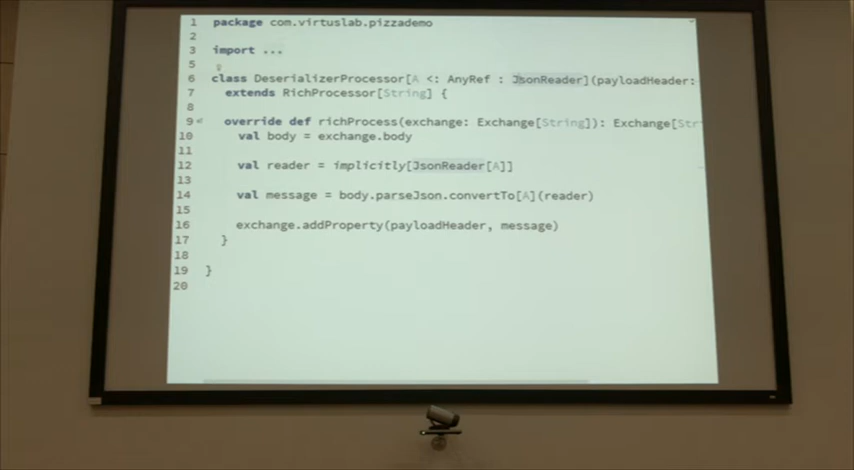 1 package com.virtuslab.pizzademo
2
3 import ...
5
6 class DeserializerProcessor[A <: AnyRef : JsonReader](payloadHeader:
7 extends RichProcessor[String] {
8
9 override def richProcess(exchange: Exchange[String]): Exchange[Str
10 val body = exchange.body
11
12 val reader = implicitly[JsonReader[A]]
13
14 val message = body.parseJson.convertTo[A](reader)
15
16 exchange.addProperty(payloadHeader, message)
17 }
18
19 }
20